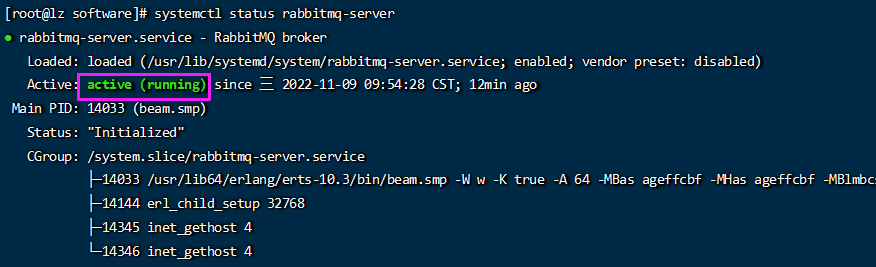 [root@lz software]# systemctl status rabbitmq-server
● rabbitmq-server.service - RabbitMQ broker
Loaded: loaded (/usr/lib/systemd/system/rabbitmq-server.service; enabled; vendor preset: disabled)
Active: active (running) since 三 2022-11-09 09:54:28 CST; 12min ago
Main PID: 14033 (beam.smp)
Status: "Initialized"
CGroup: /system.slice/rabbitmq-server.service
├─14033 /usr/lib64/erlang/erts-10.3/bin/beam.smp -W w -K true -A 64 -MBas ageffcbf -MHas ageffcbf -MBlmbcs
├─14144 erl_child_setup 32768
├─14345 inet_gethost 4
└─14346 inet_gethost 4